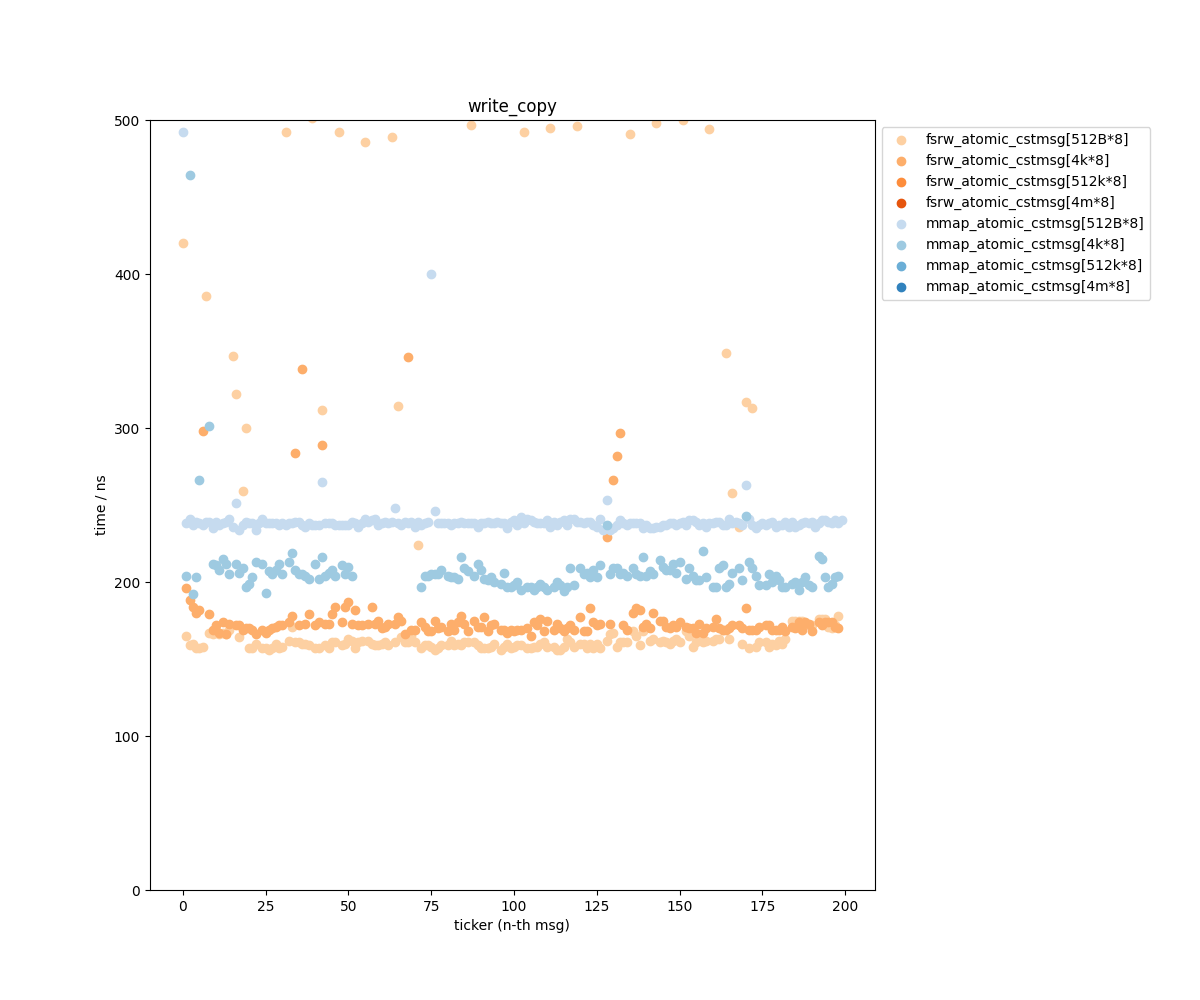 write_copy
500
400
300
200
100
0
time / ns
0 25 50 75 100 125 150 175 200
ticker (n-th msg)
fsrw_atomic_cstmsg[512B*8]
fsrw_atomic_cstmsg[4k*8]
fsrw_atomic_cstmsg[512k*8]
fsrw_atomic_cstmsg[4m*8]
mmap_atomic_cstmsg[512B*8]
mmap_atomic_cstmsg[4k*8]
mmap_atomic_cstmsg[512k*8]
mmap_atomic_cstmsg[4m*8]